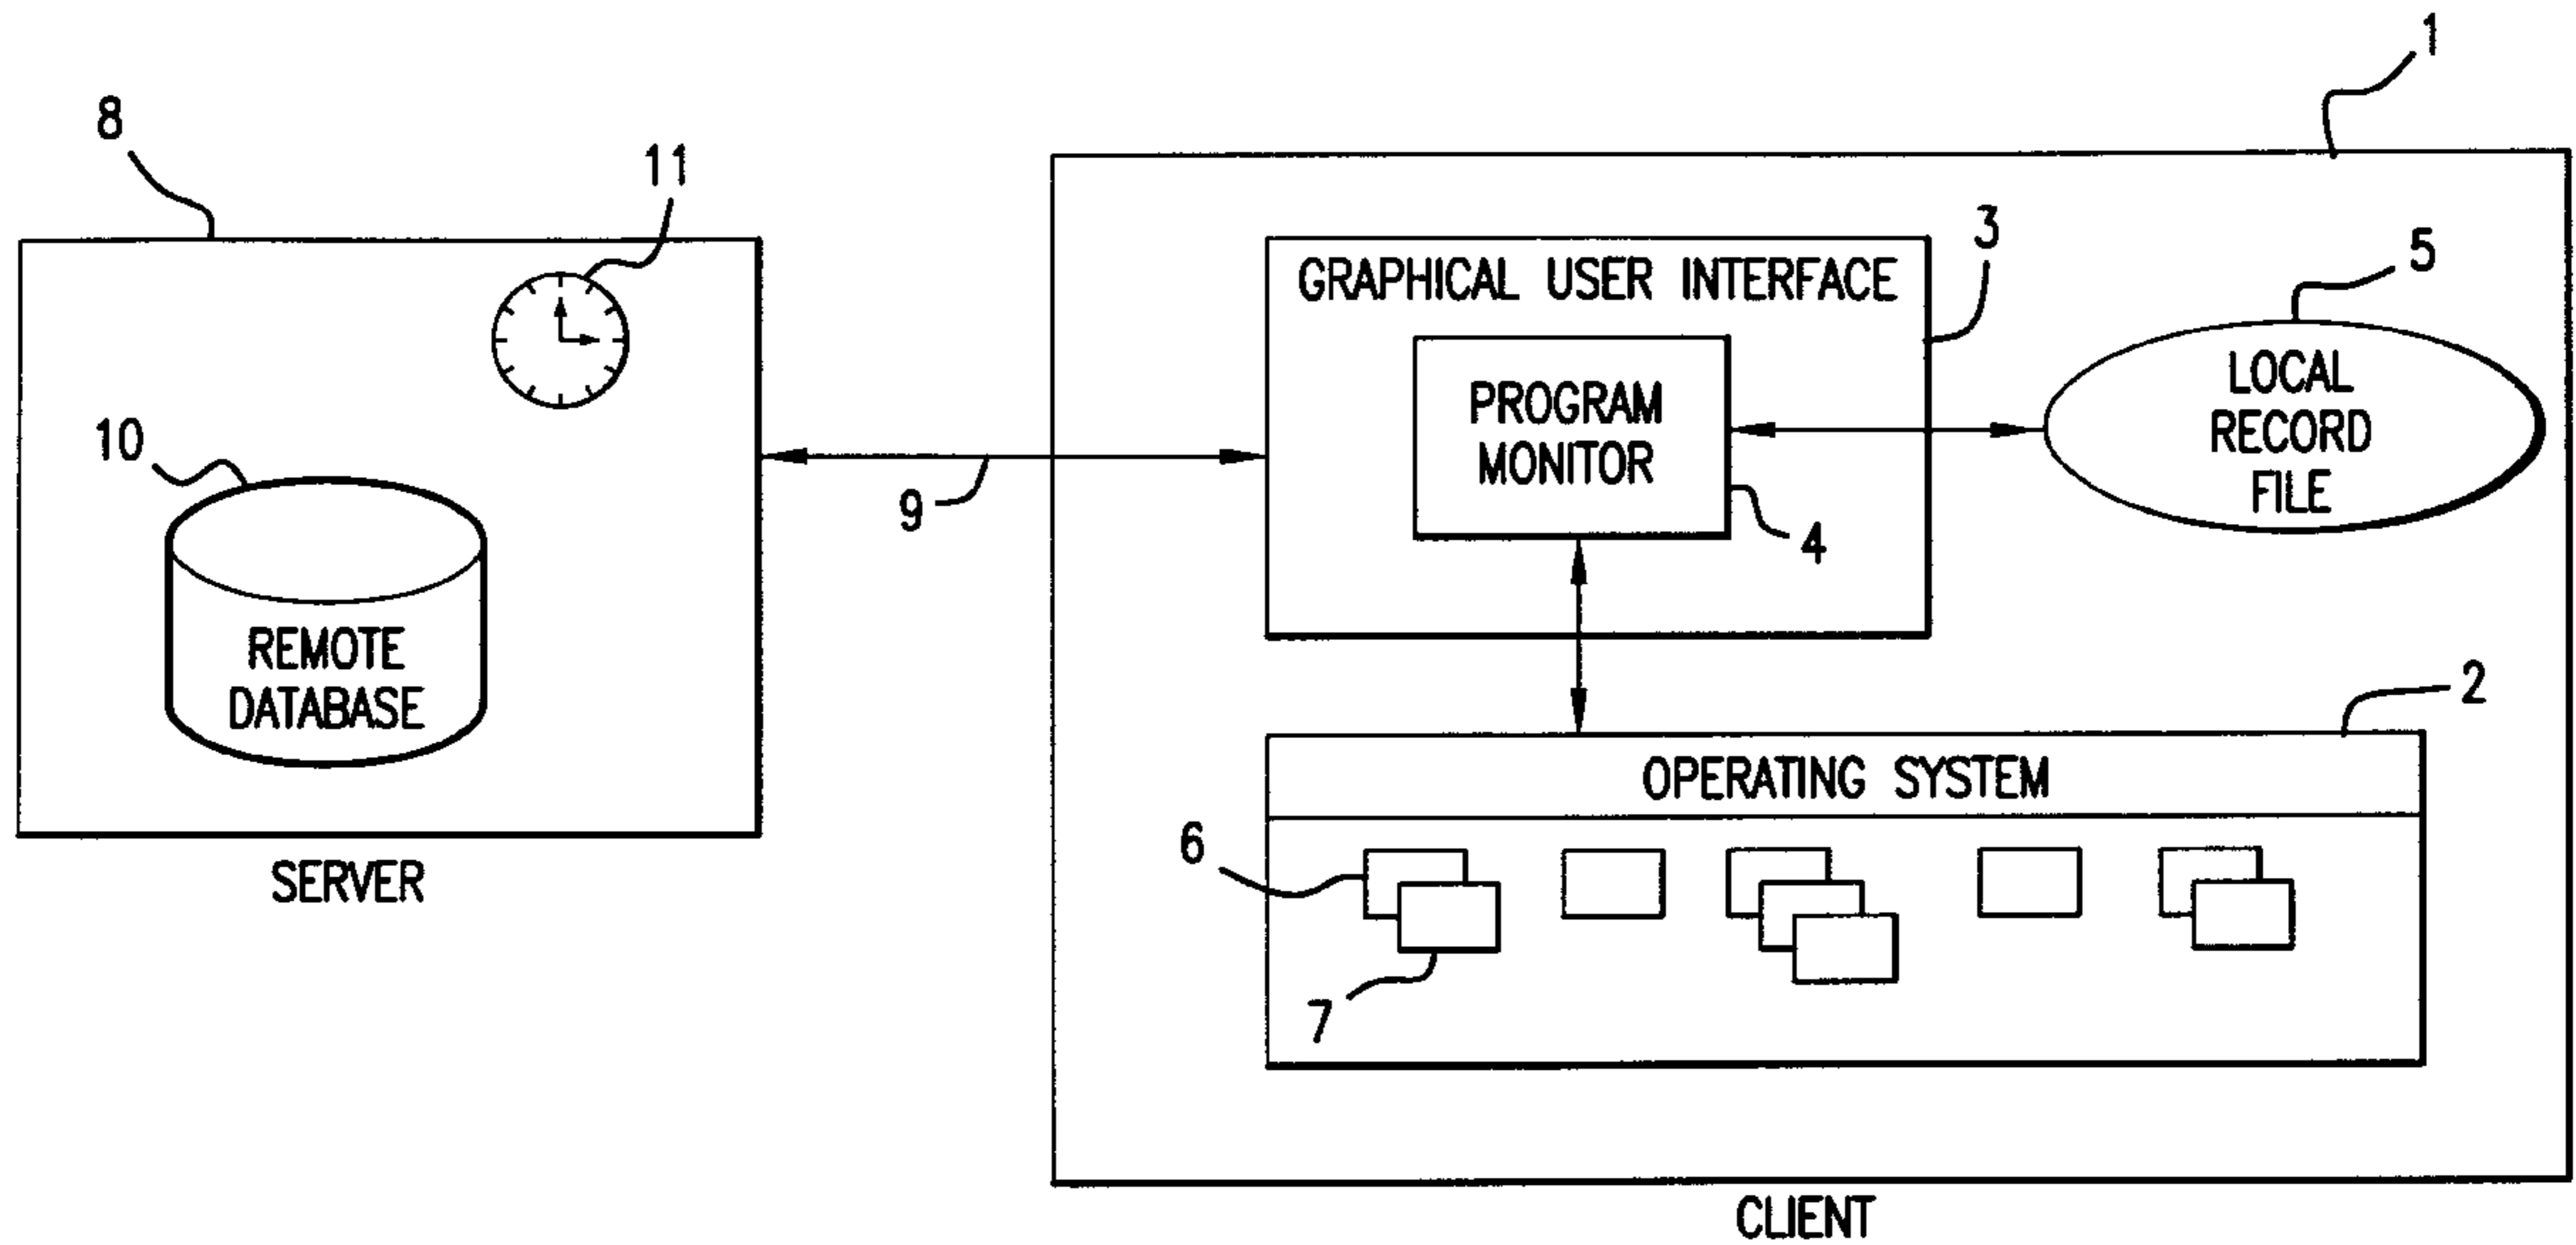 1
8
11
3
5
GRAPHICAL USER INTERFACE
LOCAL
RECORD
FILE
PROGRAM
MONITOR
10
9
4
REMOTE
DATABASE
2
OPERATING SYSTEM
6
SERVER
7
CLIENT